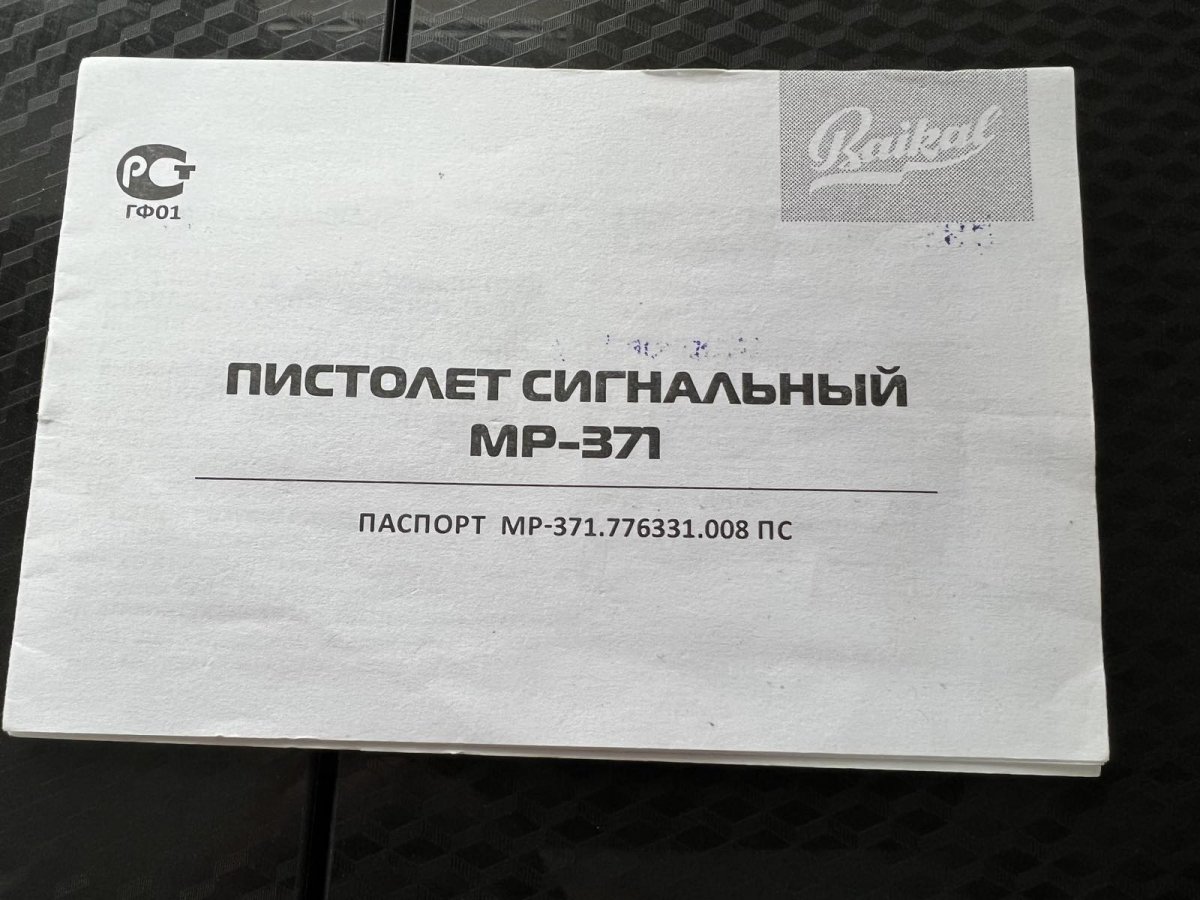 Baikal
РСТ
ГФ01
ПИСТОЛЕТ СИГНАЛЬНЫЙ
МР-371
ПАСПОРТ МР-371.776331.008 ПС